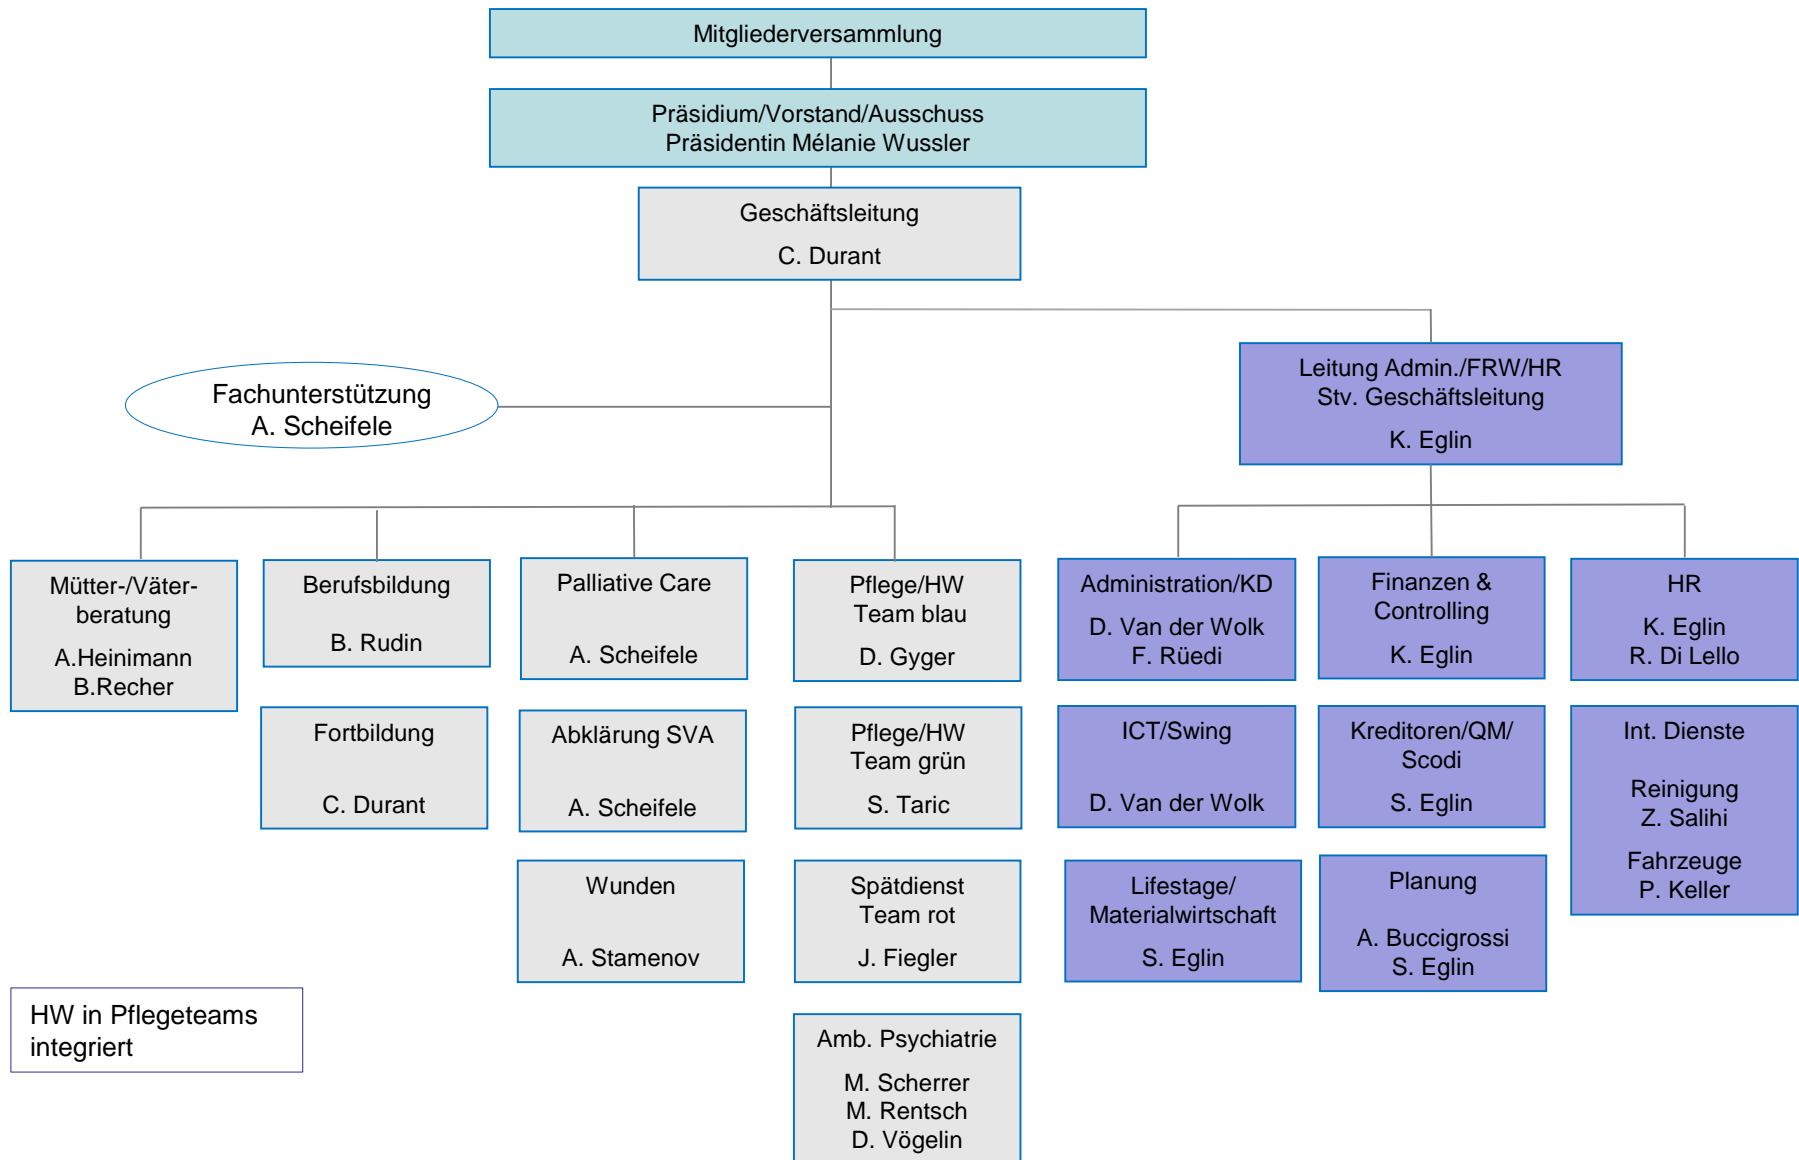 Mitgliederversammlung
Präsidium/Vorstand/Ausschuss
Präsidentin Mélanie Wussler
Geschäftsleitung
C. Durant
Fachunterstützung
A. Scheifele
Leitung Admin./FRW/HR
Stv. Geschäftsleitung
K. Eglin
Mütter-/Väter-
beratung
A.Heinimann
B.Recher
Berufsbildung
B. Rudin
Palliative Care
A. Scheifele
Pflege/HW
Team blau
D. Gyger
Administration/KD
D. Van der Wolk
F. Rüedi
Finanzen &
Controlling
K. Eglin
HR
K. Eglin
R. Di Lello
Fortbildung
C. Durant
Abklärung SVA
A. Scheifele
Pflege/HW
Team grün
S. Taric
ICT/Swing
D. Van der Wolk
Kreditoren/QM/
Scodi
S. Eglin
Int. Dienste
Reinigung
Z. Salihi
Fahrzeuge
P. Keller
Wunden
A. Stamenov
Spätdienst
Team rot
J. Fiegler
Lifestage/
Materialwirtschaft
S. Eglin
Planung
A. Buccigrossi
S. Eglin
HW in Pflegeteams
integriert
Amb. Psychiatrie
M. Scherrer
M. Rentsch
D. Vögelin